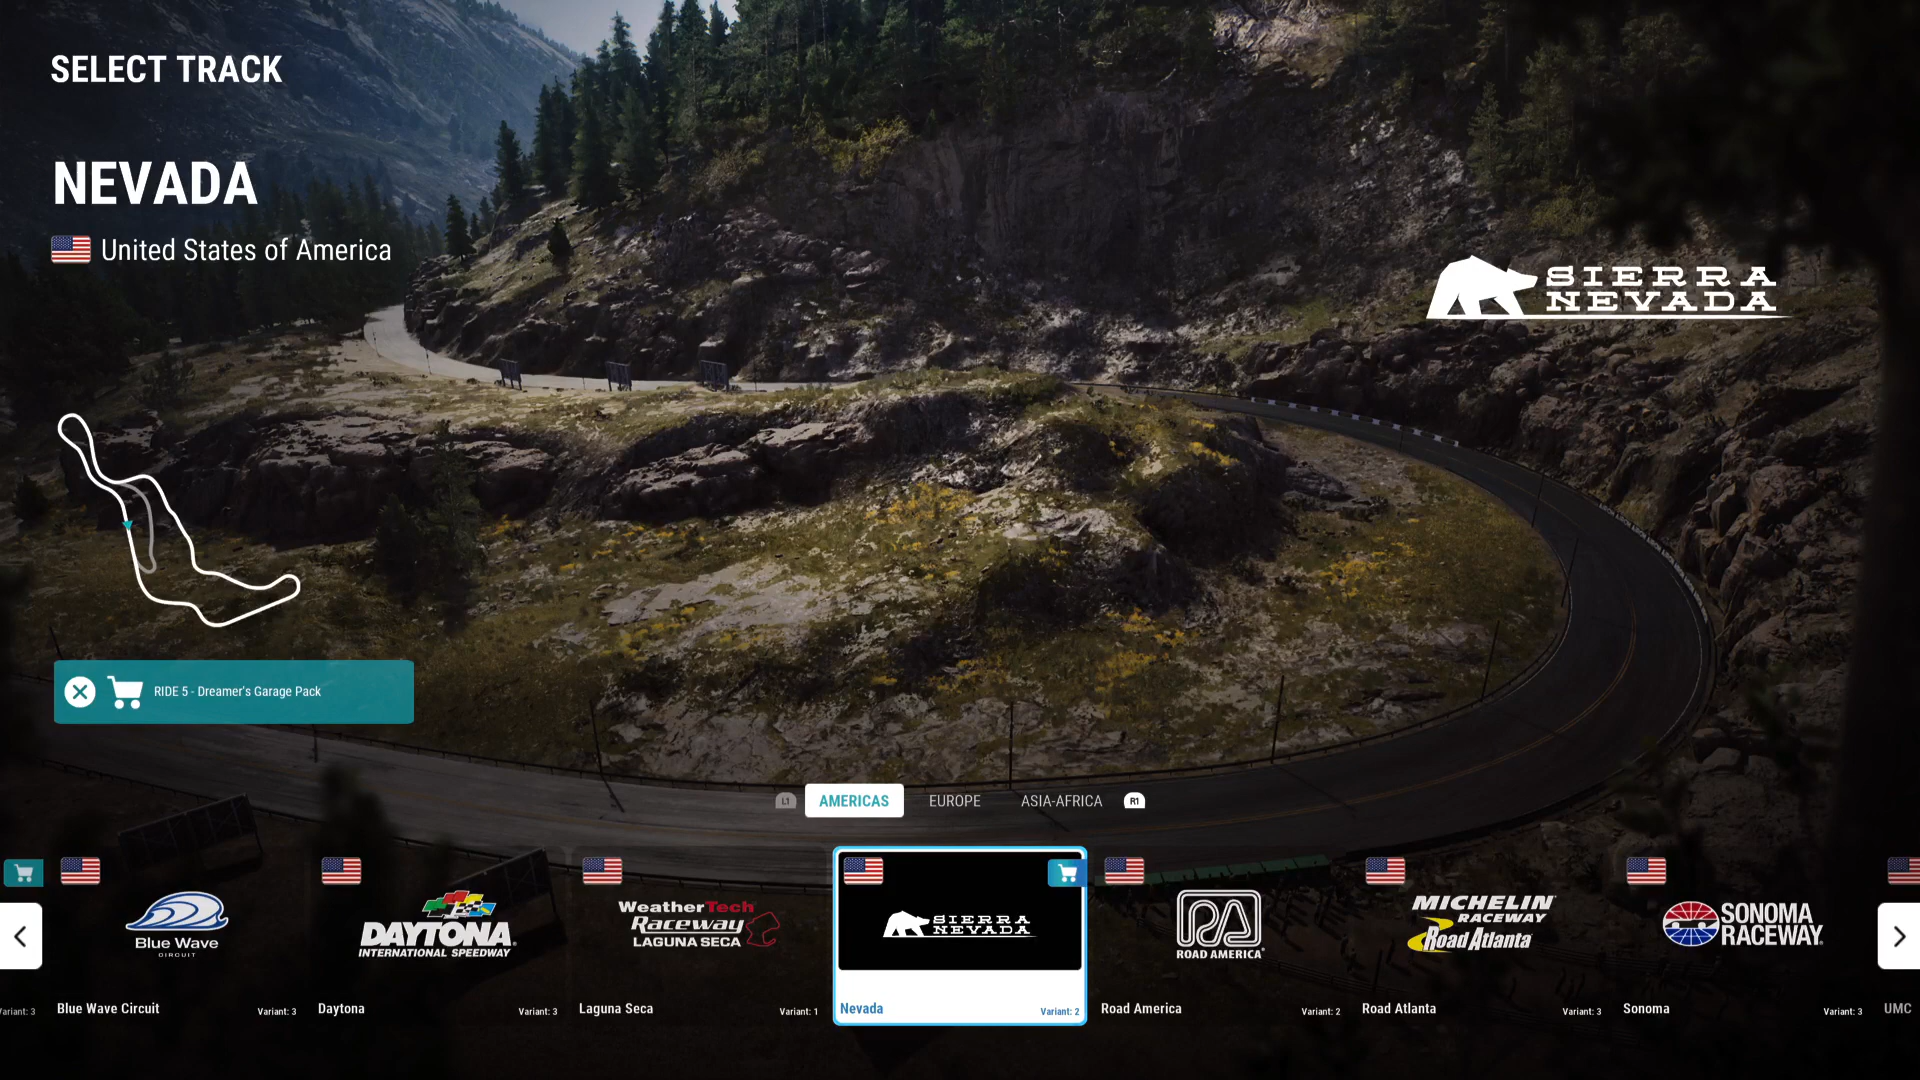 SELECT TRACK
NEVADA
United States of America
SIERRA
NEVADA
RIDE 5 - Dreamer's Garage Pack
L1
AMERICAS
EUROPE
ASIA-AFRICA
R1
Variant: 3
Blue Wave
CIRCUIT
Blue Wave Circuit
Variant: 3
DAYTONA
INTERNATIONAL SPEEDWAY
Daytona
Variant: 3
WeatherTech
Raceway
LAGUNA SECA
Laguna Seca
Variant: 1
SIERRA
NEVADA
Nevada
Variant: 2
RA
ROAD AMERICA
Road America
Variant: 2
MICHELIN
RACEWAY
Road Atlanta
Road Atlanta
Variant: 3
SONOMA
RACEWAY
Sonoma
Variant: 3
UMC